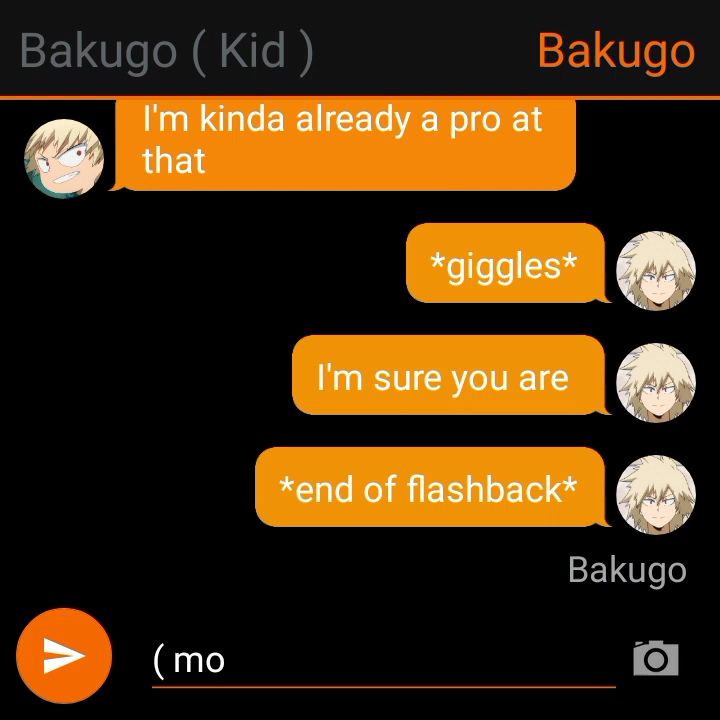 Bakugo ( Kid )
Bakugo
I'm kinda already a pro at
that
*giggles*
I'm sure you are
*end of flashback*
Bakugo
( mo